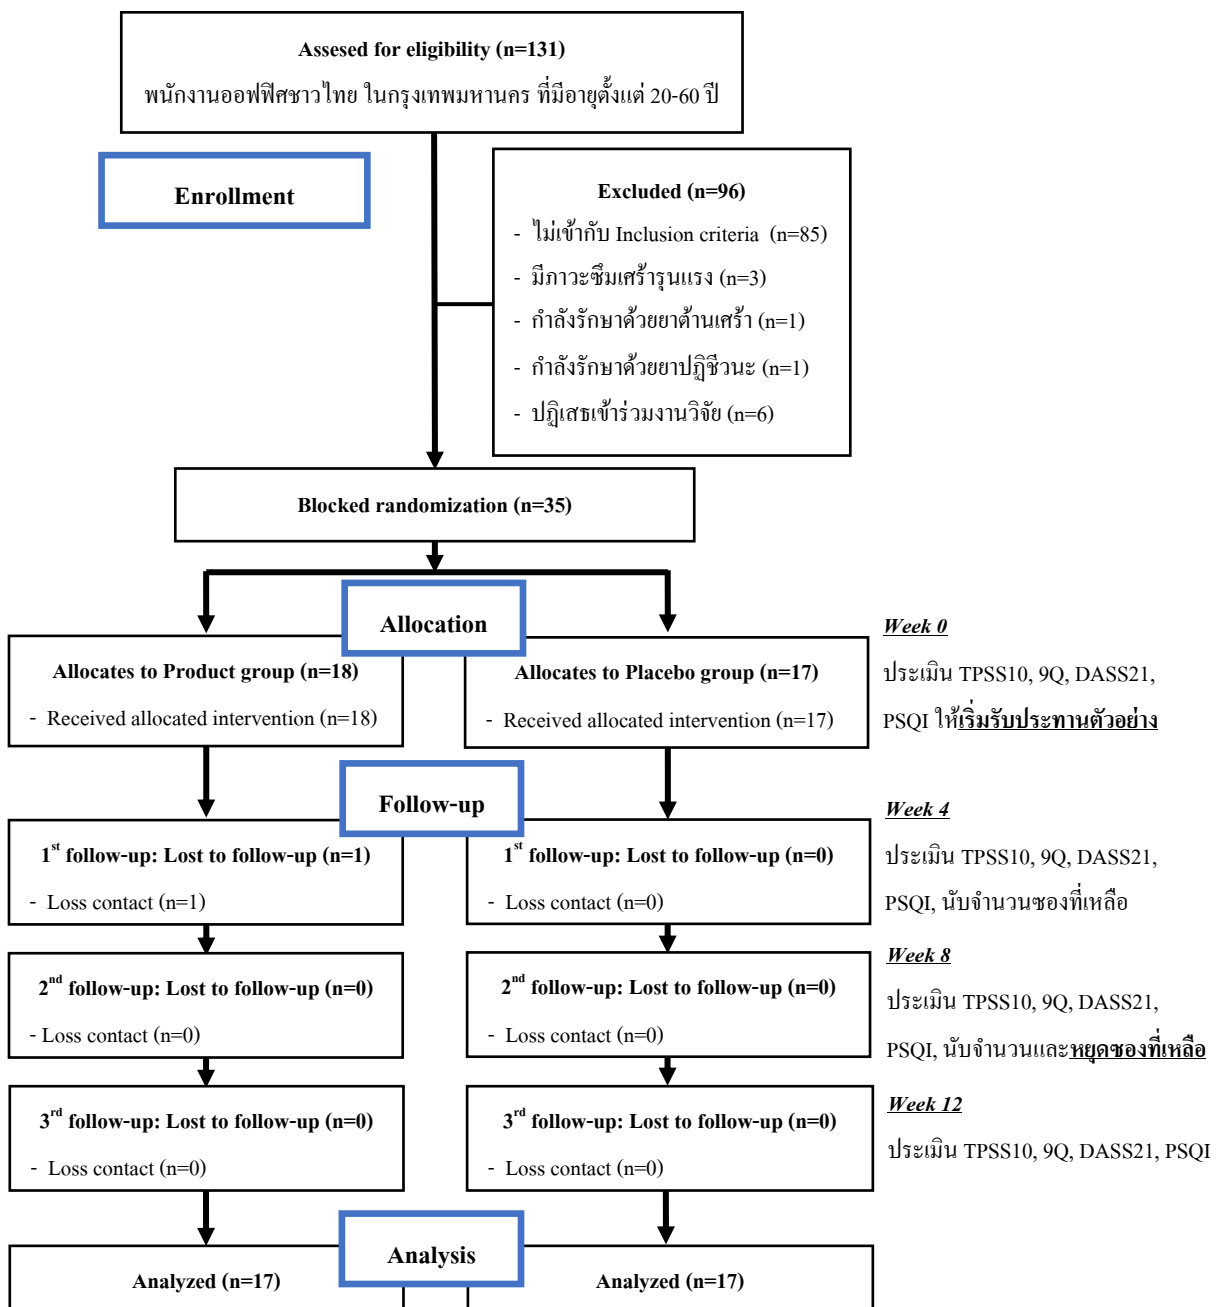 Assesed for eligibility (n=131)
พนักงานออฟฟิศชาวไทย ในกรุงเทพมหานคร ที่มีอายุตั้งแต่ 20-60 ปี
Enrollment
Excluded (n=96)
- ไม่เข้ากับ Inclusion criteria (n=85)
- มีภาวะซึมเศร้ารุนแรง (n=3)
- กำลังรักษาด้วยยาต้านเศร้า (n=1)
- กำลังรักษาด้วยยาปฏิชีวนะ (n=1)
- ปฏิเสธเข้าร่วมงานวิจัย (n=6)
Blocked randomization (n=35)
Allocation
Allocates to Product group (n=18)
- Received allocated intervention (n=18)
Allocates to Placebo group (n=17)
- Received allocated intervention (n=17)
Week 0
ประเมิน TPSS10, 9Q, DASS21,
PSQI ให้เริ่มรับประทานตัวอย่าง
Follow-up
1st follow-up: Lost to follow-up (n=1)
- Loss contact (n=1)
1st follow-up: Lost to follow-up (n=0)
- Loss contact (n=0)
Week 4
ประเมิน TPSS10, 9Q, DASS21,
PSQI, นับจำนวนซองที่เหลือ
2nd follow-up: Lost to follow-up (n=0)
- Loss contact (n=0)
2nd follow-up: Lost to follow-up (n=0)
- Loss contact (n=0)
Week 8
ประเมิน TPSS10, 9Q, DASS21,
PSQI, นับจำนวนและหยุดซองที่เหลือ
3rd follow-up: Lost to follow-up (n=0)
- Loss contact (n=0)
3rd follow-up: Lost to follow-up (n=0)
- Loss contact (n=0)
Week 12
ประเมิน TPSS10, 9Q, DASS21, PSQI
Analysis
Analyzed (n=17)
Analyzed (n=17)